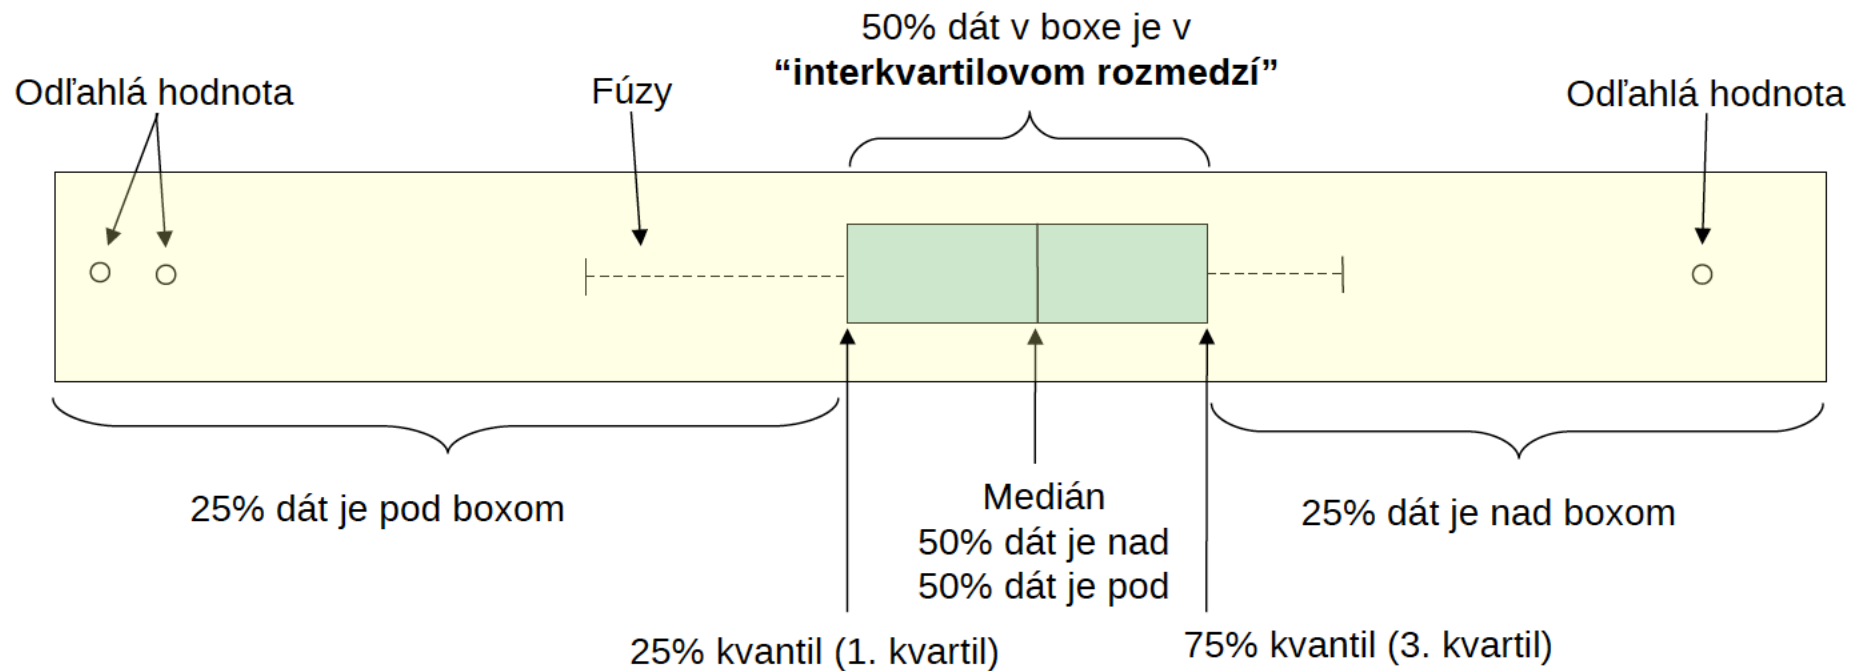 50% dát v boxe je v
“interkvartilovom rozmedzí”
Odľahlá hodnota
Fúzy
Odľahlá hodnota
25% dát je pod boxom
Medián
50% dát je nad
50% dát je pod
25% dát je nad boxom
25% kvantil (1. kvartil)
75% kvantil (3. kvartil)